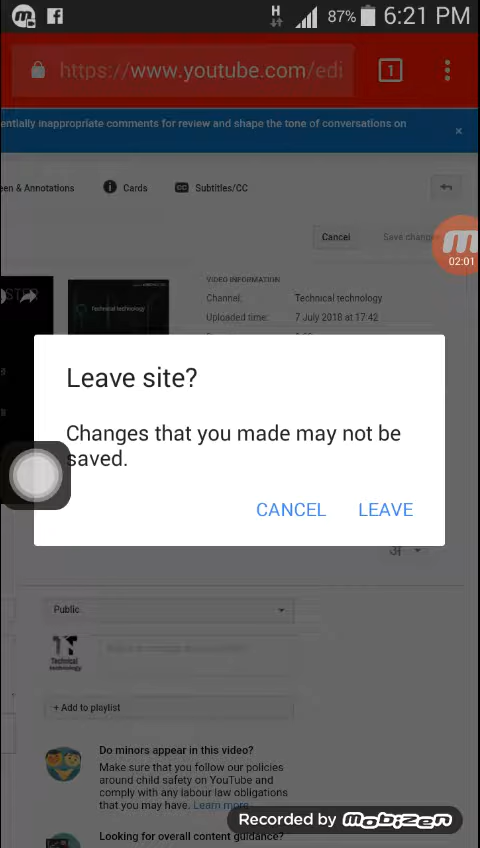 H 87% 6:21 PM
https://www.youtube.com/edi 1
entially inappropriate comments for review and shape the tone of conversations on ×
een & Annotations Cards CC Subtitles/CC
Cancel Save change
02:01
VIDEO INFORMATION
Channel: Technical technology
Uploaded time: 7 July 2018 at 17:42
Technical technology
Leave site?
Changes that you made may not be
saved.
CANCEL LEAVE
अ
Public
Technical
technology
+ Add to playlist
Do minors appear in this video?
Make sure that you follow our policies
around child safety on YouTube and
comply with any labour law obligations
that you may have. Learn more
Looking for overall content guidance?
Recorded by Mobizen